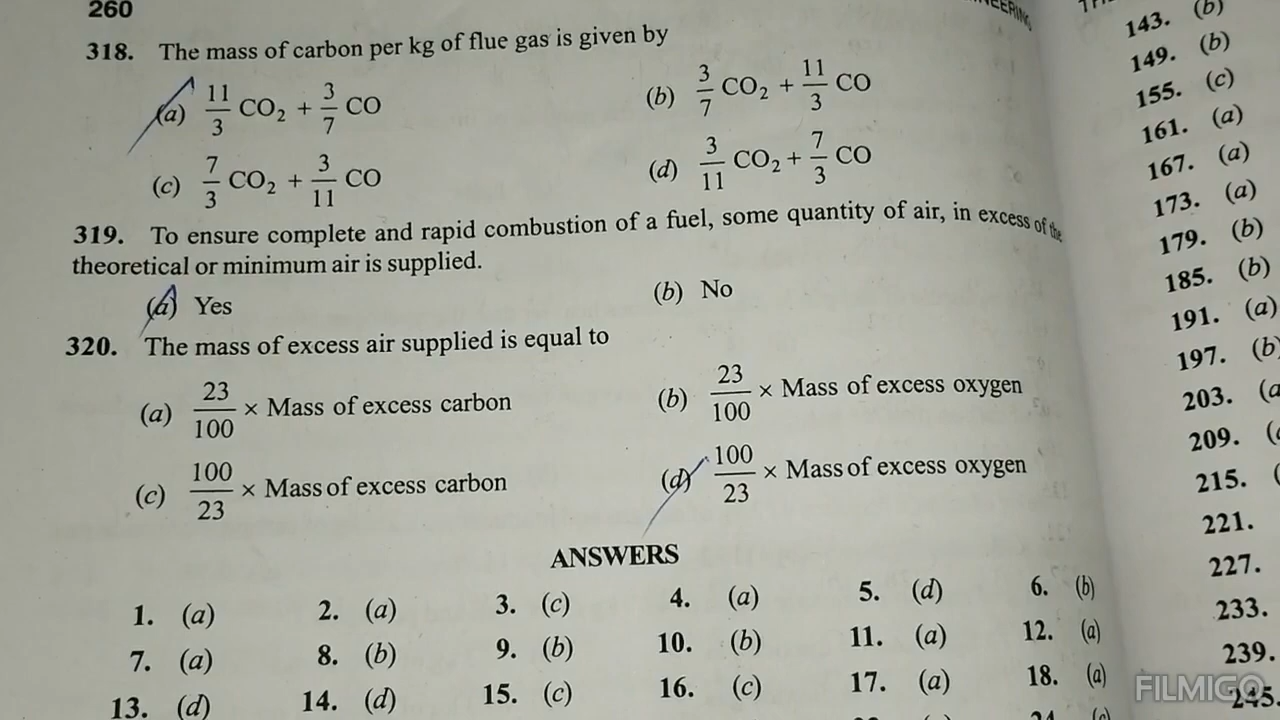 260
318. The mass of carbon per kg of flue gas is given by
(a) 11/3 CO₂ + 3/7 CO
(b) 3/7 CO₂ + 11/3 CO
(c) 7/3 CO₂ + 3/11 CO
(d) 3/11 CO₂ + 7/3 CO
319. To ensure complete and rapid combustion of a fuel, some quantity of air, in excess of the
theoretical or minimum air is supplied.
(a) Yes
(b) No
320. The mass of excess air supplied is equal to
(a) 23/100 × Mass of excess carbon
(b) 23/100 × Mass of excess oxygen
(c) 100/23 × Mass of excess carbon
(d) 100/23 × Mass of excess oxygen
ANSWERS
1. (a) 2. (a) 3. (c) 4. (a) 5. (d) 6. (b)
7. (a) 8. (b) 9. (b) 10. (b) 11. (a) 12. (a)
13. (d) 14. (d) 15. (c) 16. (c) 17. (a) 18. (a)
143. (b)
149. (b)
155. (c)
161. (a)
167. (a)
173. (a)
179. (b)
185. (b)
191. (a)
197. (b)
203. (a
209.
215.
221.
227.
233.
239.
245.
FILMIGO